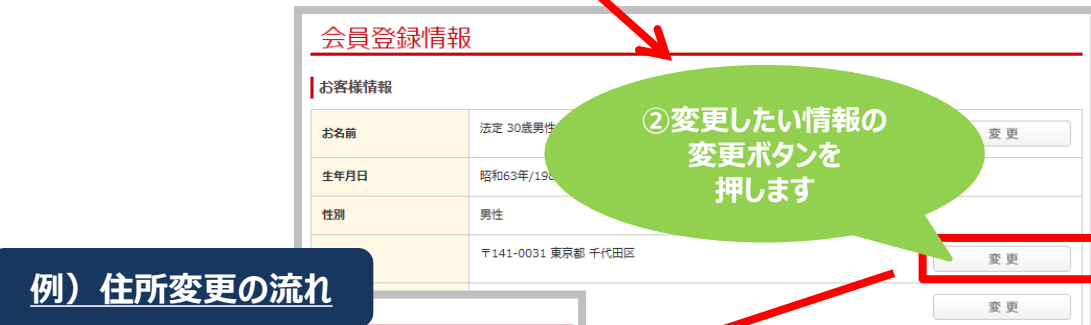 会員登録情報
お客様情報
お名前
法定 30歳男性
変更
②変更したい情報の
変更ボタンを
押します
生年月日
昭和63年/198
性別
男性
〒141-0031 東京都 千代田区
変更
変更
例）住所変更の流れ